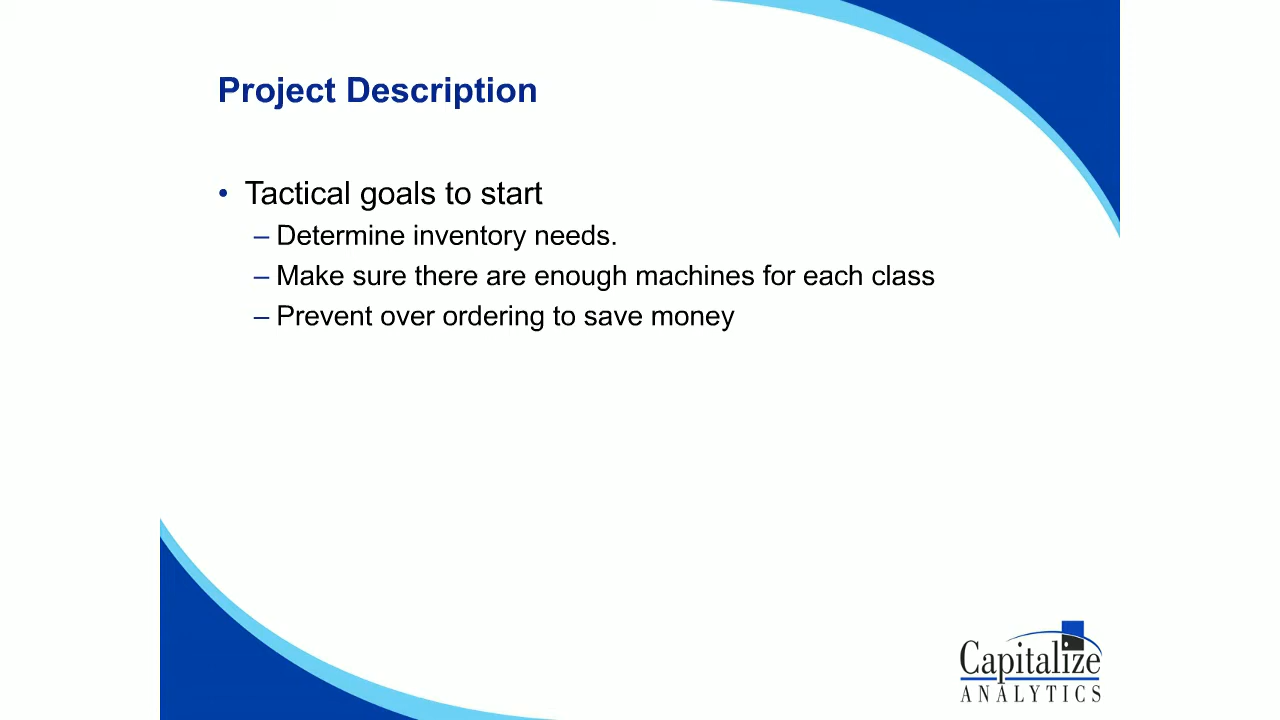 Project Description
• Tactical goals to start
– Determine inventory needs.
– Make sure there are enough machines for each class
– Prevent over ordering to save money
Capitalize
ANALYTICS